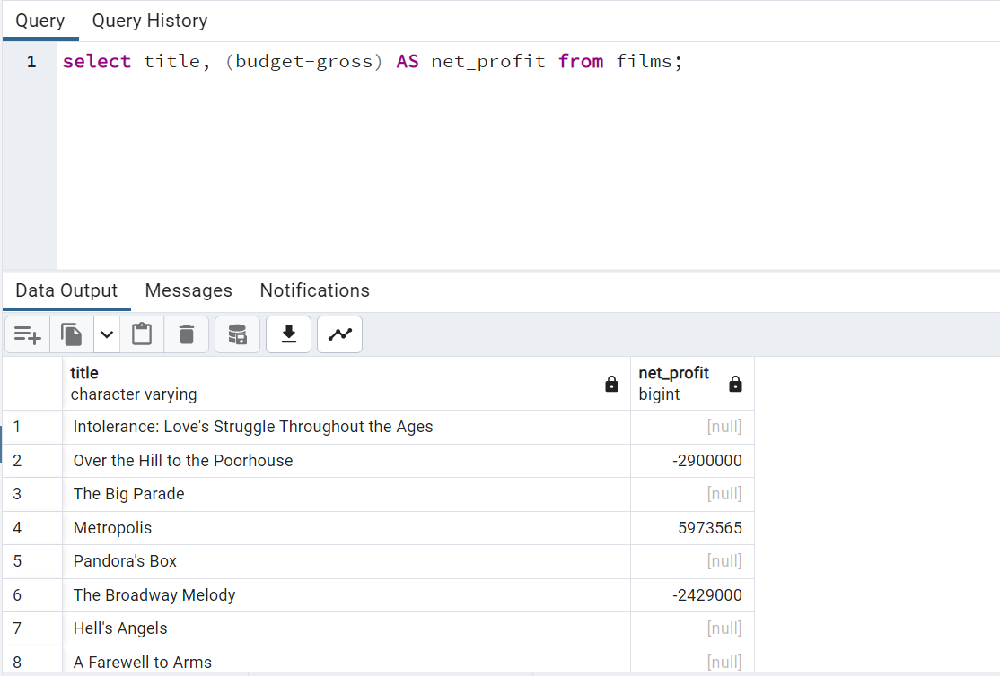 Query Query History
1 select title, (budget-gross) AS net_profit from films;
Data Output Messages Notifications
title net_profit
character varying bigint
1 Intolerance: Love's Struggle Throughout the Ages [null]
2 Over the Hill to the Poorhouse -2900000
3 The Big Parade [null]
4 Metropolis 5973565
5 Pandora's Box [null]
6 The Broadway Melody -2429000
7 Hell's Angels [null]
8 A Farewell to Arms [null]